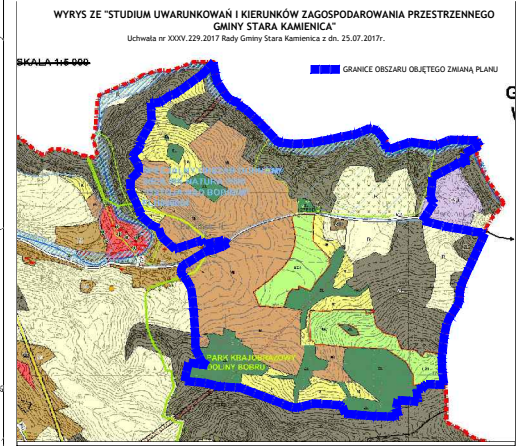 WYRYS ZE "STUDIUM UWARUNKOWAŃ I KIERUNKÓW ZAGOSPODAROWANIA PRZESTRZENNEGO
GMINY STARA KAMIENICA"
Uchwała nr XXXV.229.2017 Rady Gminy Stara Kamienica z dn. 25.07.2017r.
SKALA 1:5 000
GRANICE OBSZARU OBJĘTEGO ZMIANĄ PLANU
G
PARK KRAJOBRAZOWY
DOLINY BOBRU